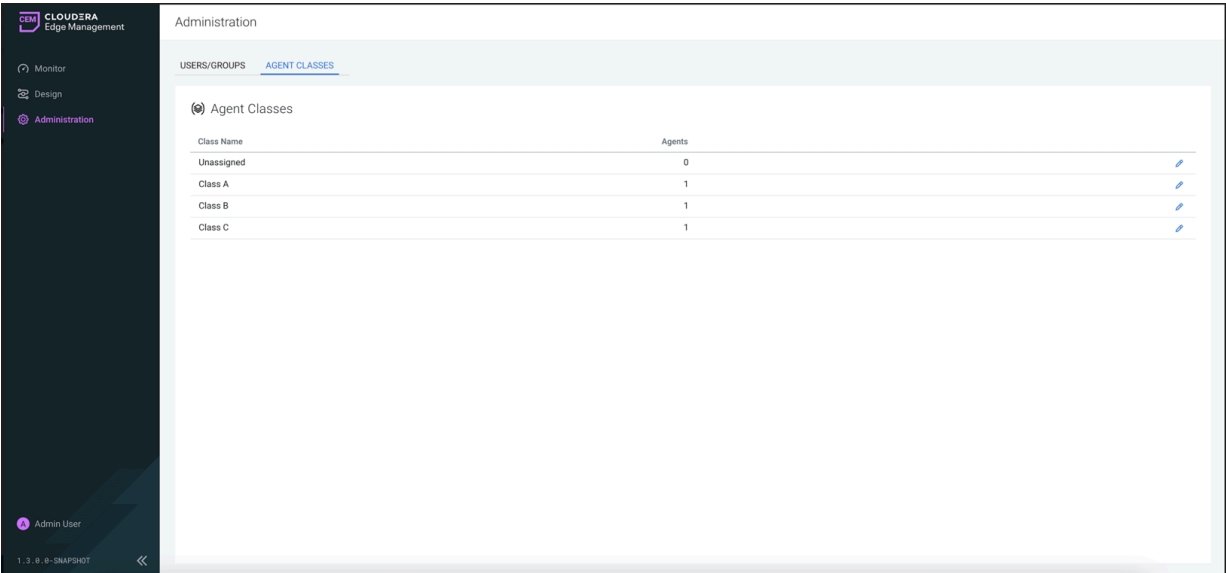 CEM CLOUDERA
Edge Management
Administration
Monitor
Design
Administration
USERS/GROUPS AGENT CLASSES
Agent Classes
Class Name Agents
Unassigned 0
Class A 1
Class B 1
Class C 1
A Admin User
1.3.0.0-SNAPSHOT